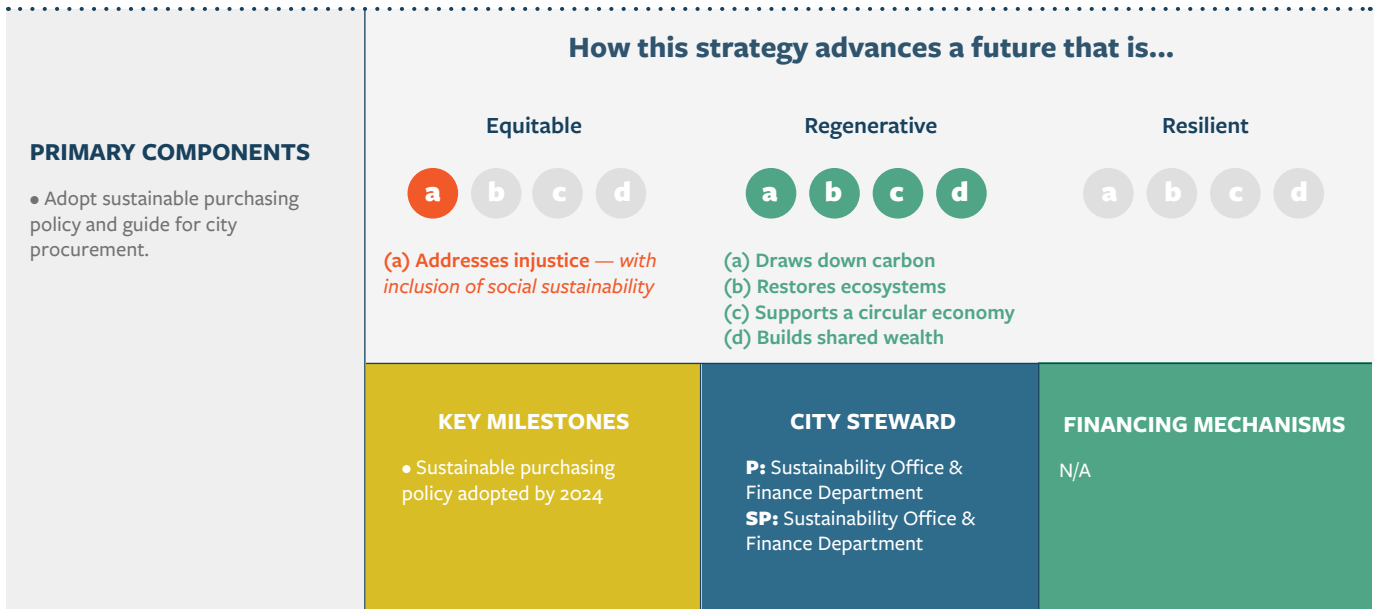 PRIMARY COMPONENTS
● Adopt sustainable purchasing
policy and guide for city
procurement.
How this strategy advances a future that is...
Equitable
a b c d
(a) Addresses injustice — with
inclusion of social sustainability
Regenerative
a b c d
(a) Draws down carbon
(b) Restores ecosystems
(c) Supports a circular economy
(d) Builds shared wealth
Resilient
a b c d
KEY MILESTONES
● Sustainable purchasing
policy adopted by 2024
CITY STEWARD
P: Sustainability Office &
Finance Department
SP: Sustainability Office &
Finance Department
FINANCING MECHANISMS
N/A